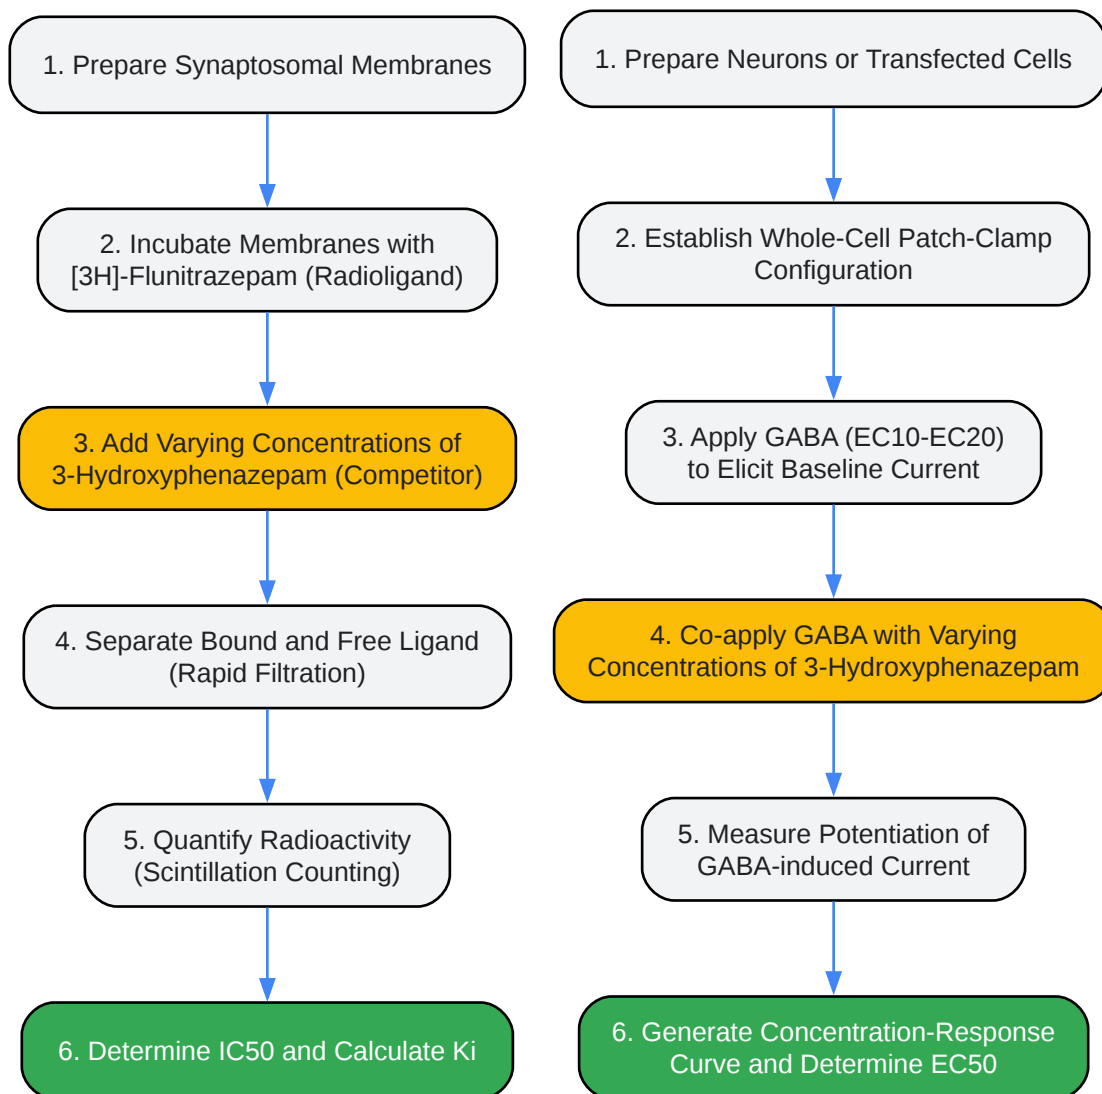 1. Prepare Synaptosomal Membranes
2. Incubate Membranes with
[3H]-Flunitrazepam (Radioligand)
3. Add Varying Concentrations of
3-Hydroxyphenazepam (Competitor)
4. Separate Bound and Free Ligand
(Rapid Filtration)
5. Quantify Radioactivity
(Scintillation Counting)
6. Determine IC50 and Calculate Ki
1. Prepare Neurons or Transfected Cells
2. Establish Whole-Cell Patch-Clamp
Configuration
3. Apply GABA (EC10-EC20)
to Elicit Baseline Current
4. Co-apply GABA with Varying
Concentrations of 3-Hydroxyphenazepam
5. Measure Potentiation of
GABA-induced Current
6. Generate Concentration-Response
Curve and Determine EC50